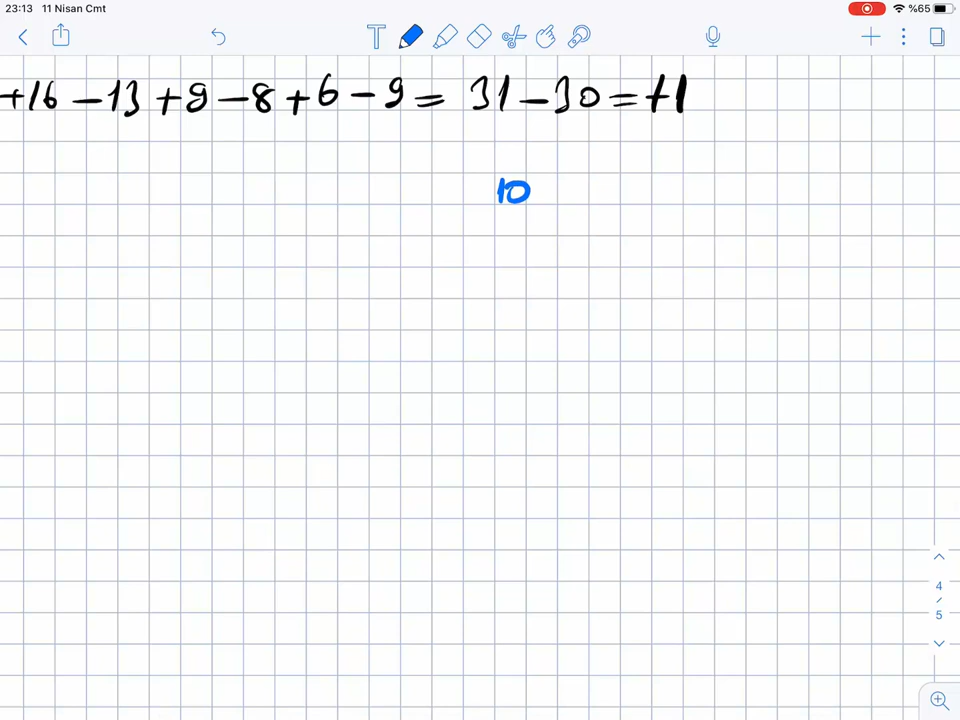 23:13 11 Nisan Cmt %65
T
+16 −13 +9 −8 +6 −9 = 31 −30 = +1
10
4
/
5